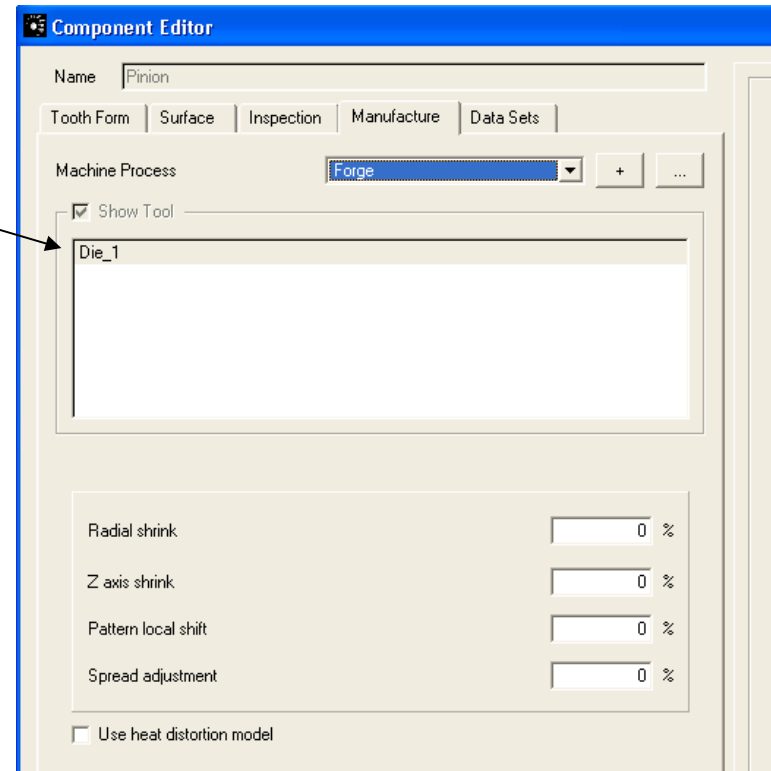 Component Editor
Name Pinion
Tooth Form Surface Inspection Manufacture Data Sets
Machine Process Forge + ...
Show Tool
Die_1
Radial shrink 0 %
Z axis shrink 0 %
Pattern local shift 0 %
Spread adjustment 0 %
Use heat distortion model